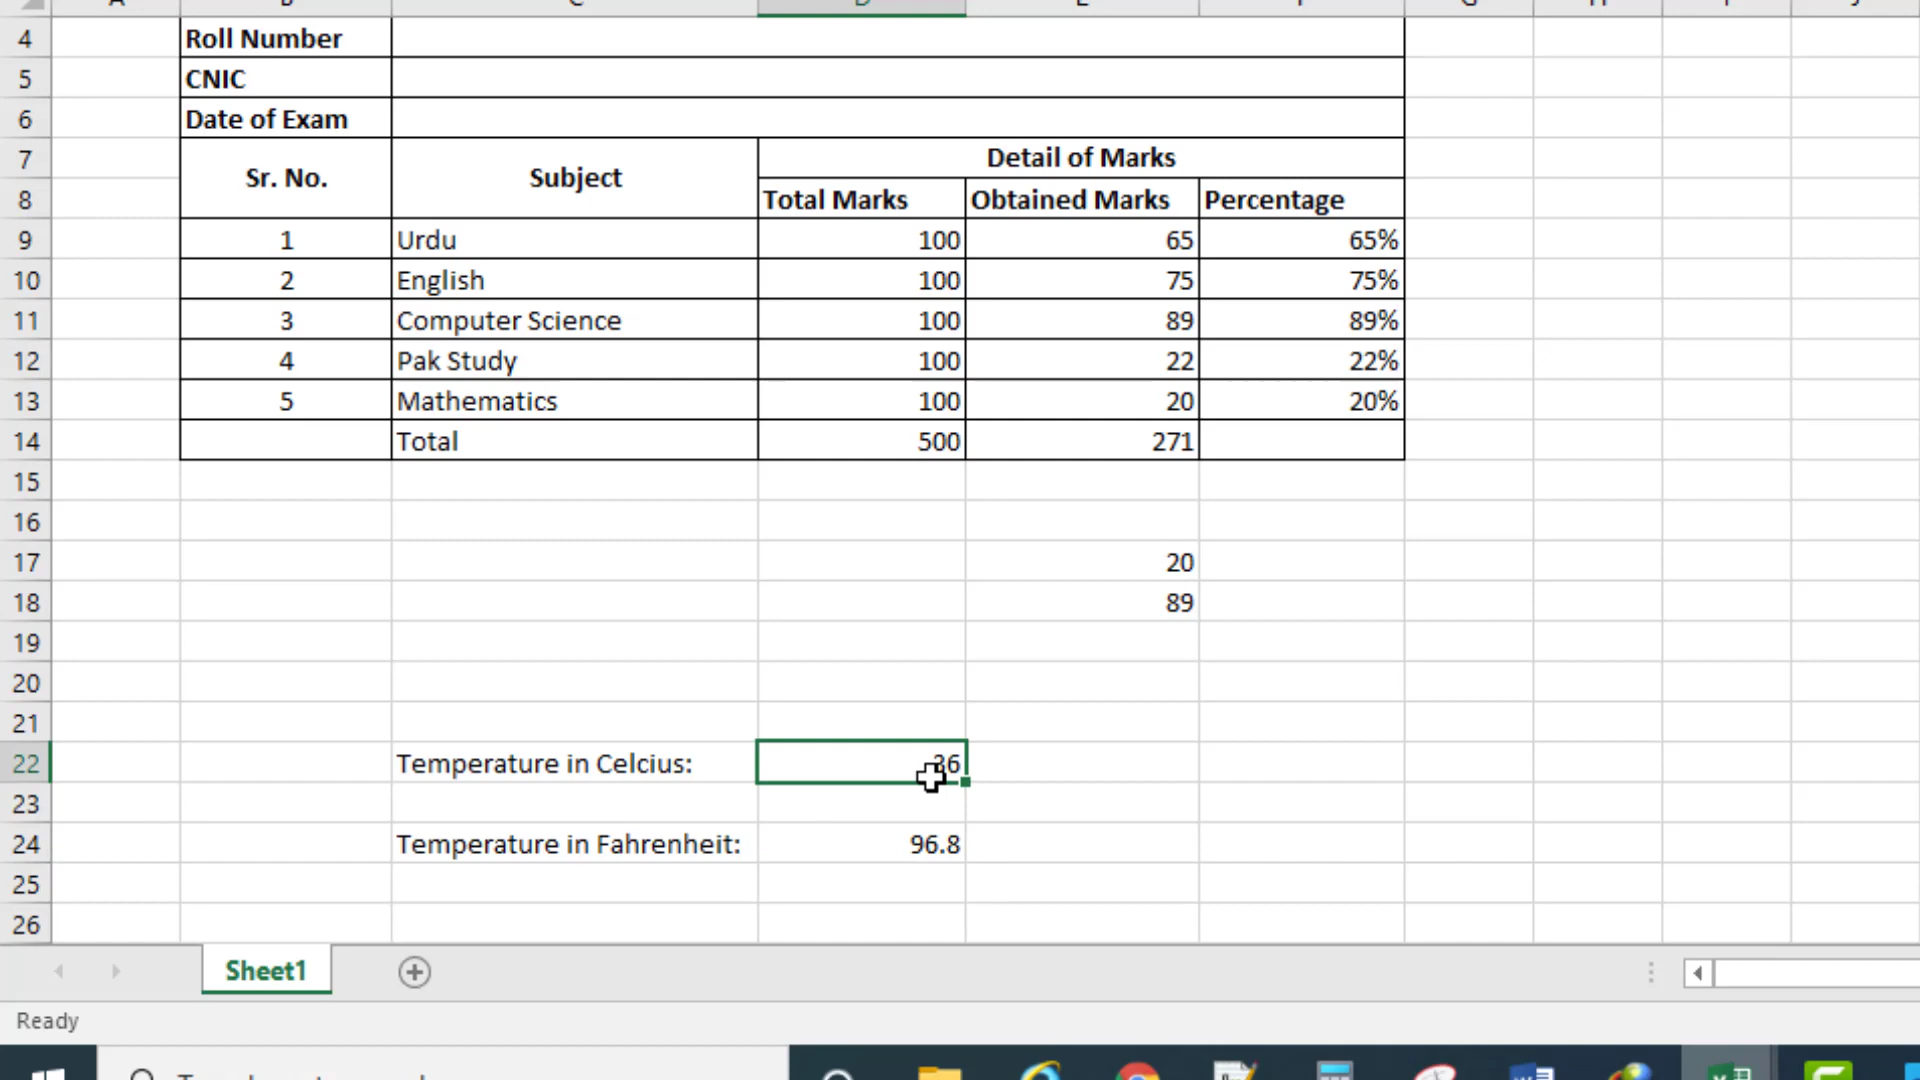 4 Roll Number
5 CNIC
6 Date of Exam
7 Sr. No. Subject Detail of Marks
8 Total Marks Obtained Marks Percentage
9 1 Urdu 100 65 65%
10 2 English 100 75 75%
11 3 Computer Science 100 89 89%
12 4 Pak Study 100 22 22%
13 5 Mathematics 100 20 20%
14 Total 500 271
15
16
17 20
18 89
19
20
21
22 Temperature in Celcius: 36
23
24 Temperature in Fahrenheit: 96.8
25
26
Sheet1
Ready